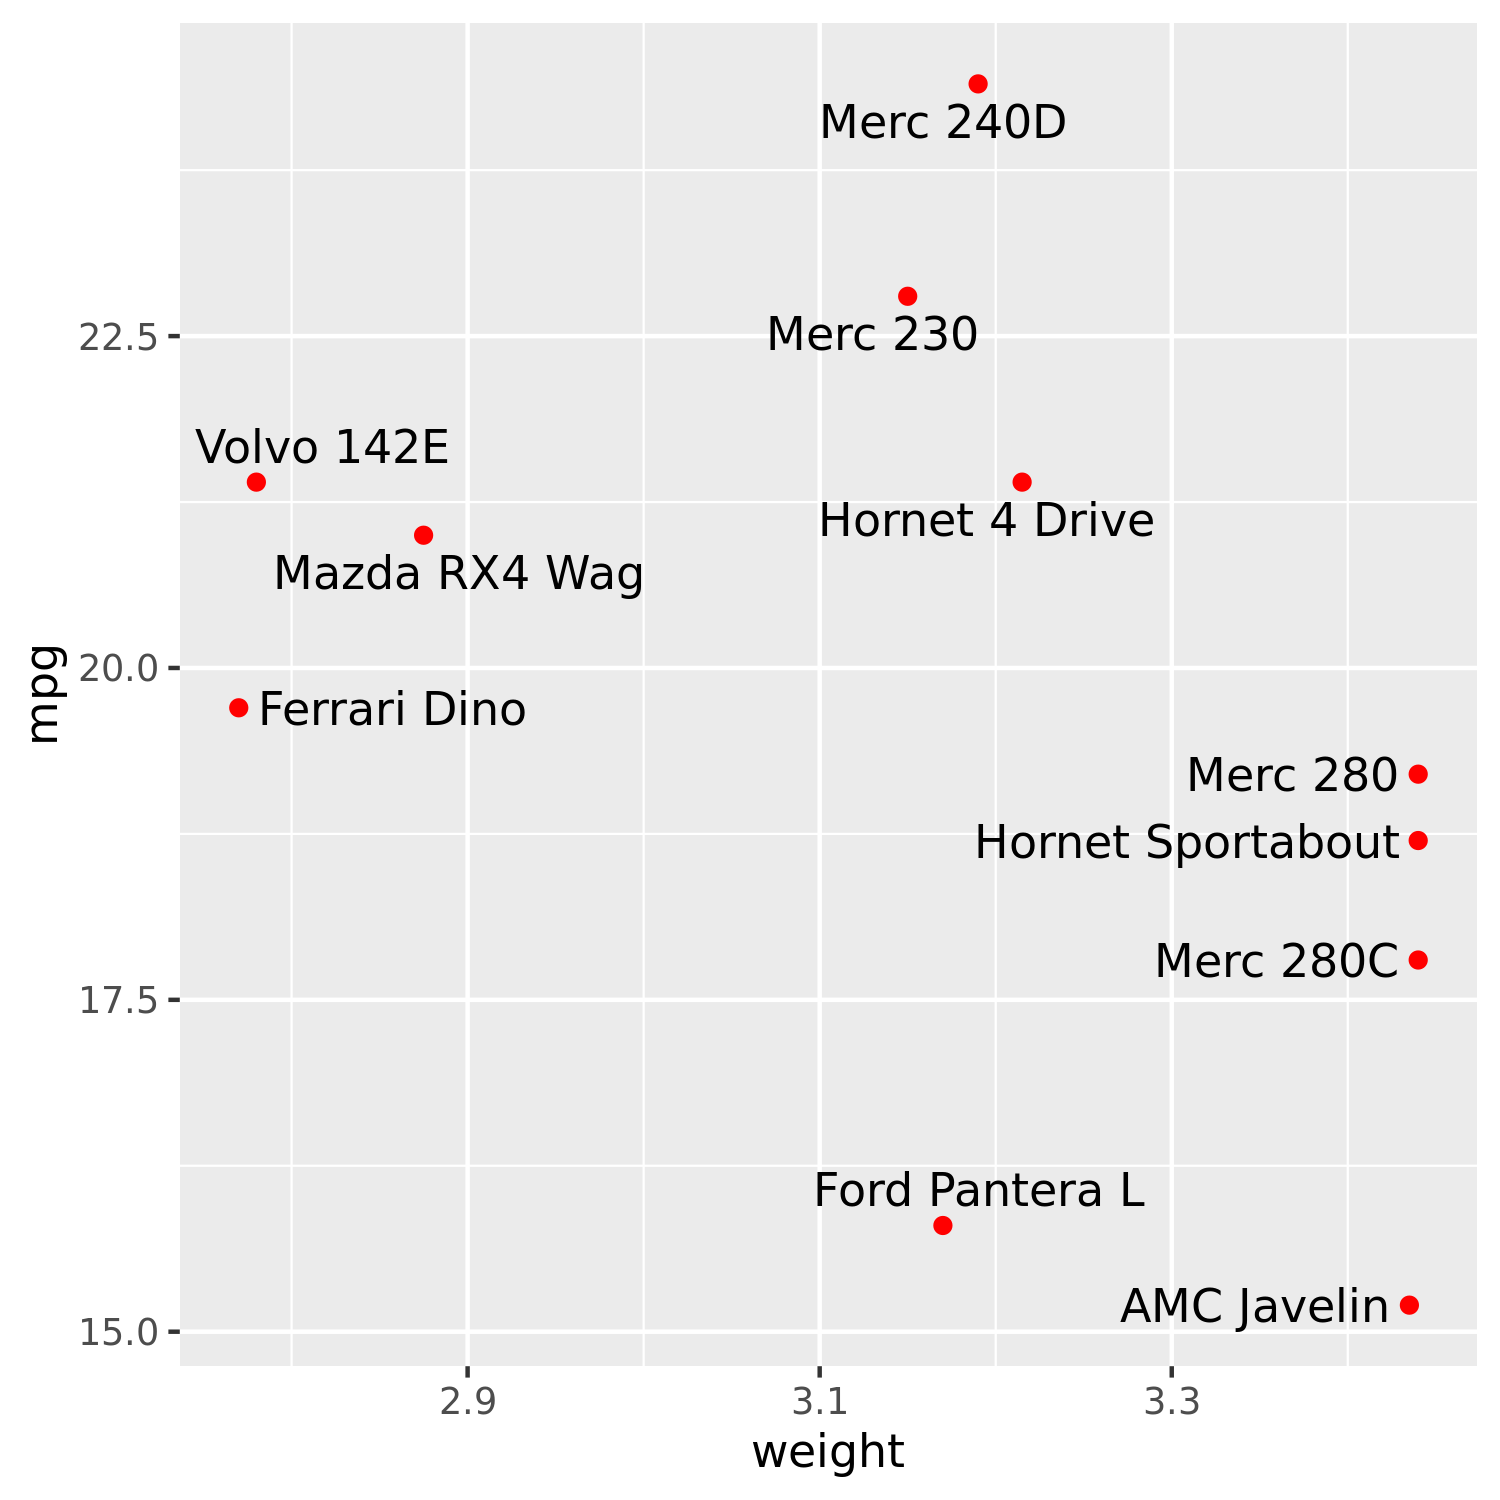 Merc 240D
Merc 230
22.5
Volvo 142E
Hornet 4 Drive
Mazda RX4 Wag
mpg
20.0
Ferrari Dino
Merc 280
Hornet Sportabout
Merc 280C
17.5
Ford Pantera L
AMC Javelin
15.0
2.9 3.1 3.3
weight